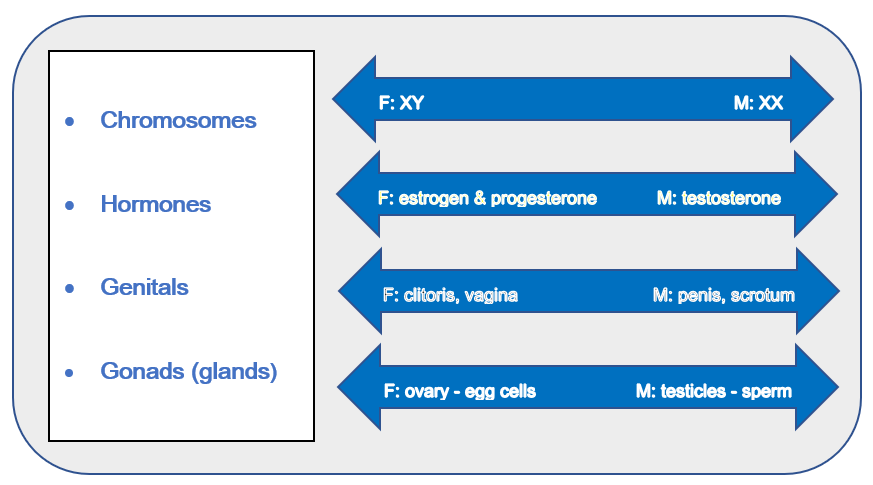 • Chromosomes
F: XY M: XX
• Hormones
F: estrogen & progesterone M: testosterone
• Genitals
F: clitoris, vagina M: penis, scrotum
• Gonads (glands)
F: ovary - egg cells M: testicles - sperm